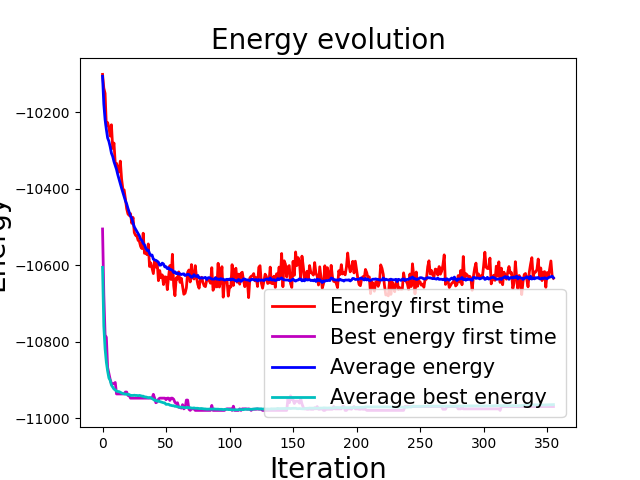 Energy evolution
Energy
−10200
−10400
−10600
−10800
−11000
Energy first time
Best energy first time
Average energy
Average best energy
0 50 100 150 200 250 300 350
Iteration